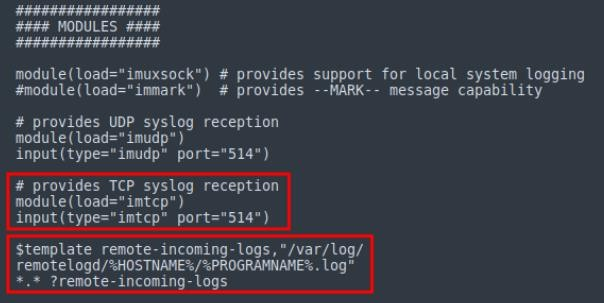 #################
#### MODULES ####
#################
module(load="imuxsock") # provides support for local system logging
#module(load="immark")  # provides --MARK-- message capability
# provides UDP syslog reception
module(load="imudp")
input(type="imudp" port="514")
# provides TCP syslog reception
module(load="imtcp")
input(type="imtcp" port="514")
$template remote-incoming-logs,"/var/log/
remotelogd/%HOSTNAME%/%PROGRAMNAME%.log"
*.* ?remote-incoming-logs